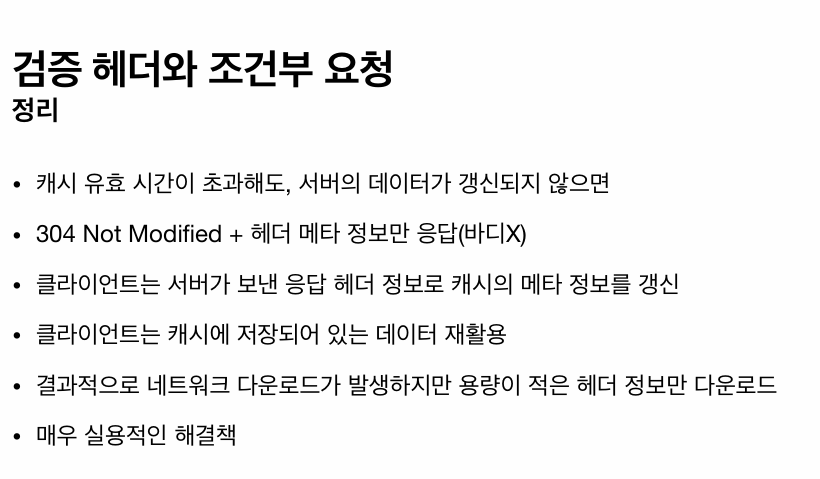 검증 헤더와 조건부 요청
정리
• 캐시 유효 시간이 초과해도, 서버의 데이터가 갱신되지 않으면
• 304 Not Modified + 헤더 메타 정보만 응답(바디X)
• 클라이언트는 서버가 보낸 응답 헤더 정보로 캐시의 메타 정보를 갱신
• 클라이언트는 캐시에 저장되어 있는 데이터 재활용
• 결과적으로 네트워크 다운로드가 발생하지만 용량이 적은 헤더 정보만 다운로드
• 매우 실용적인 해결책